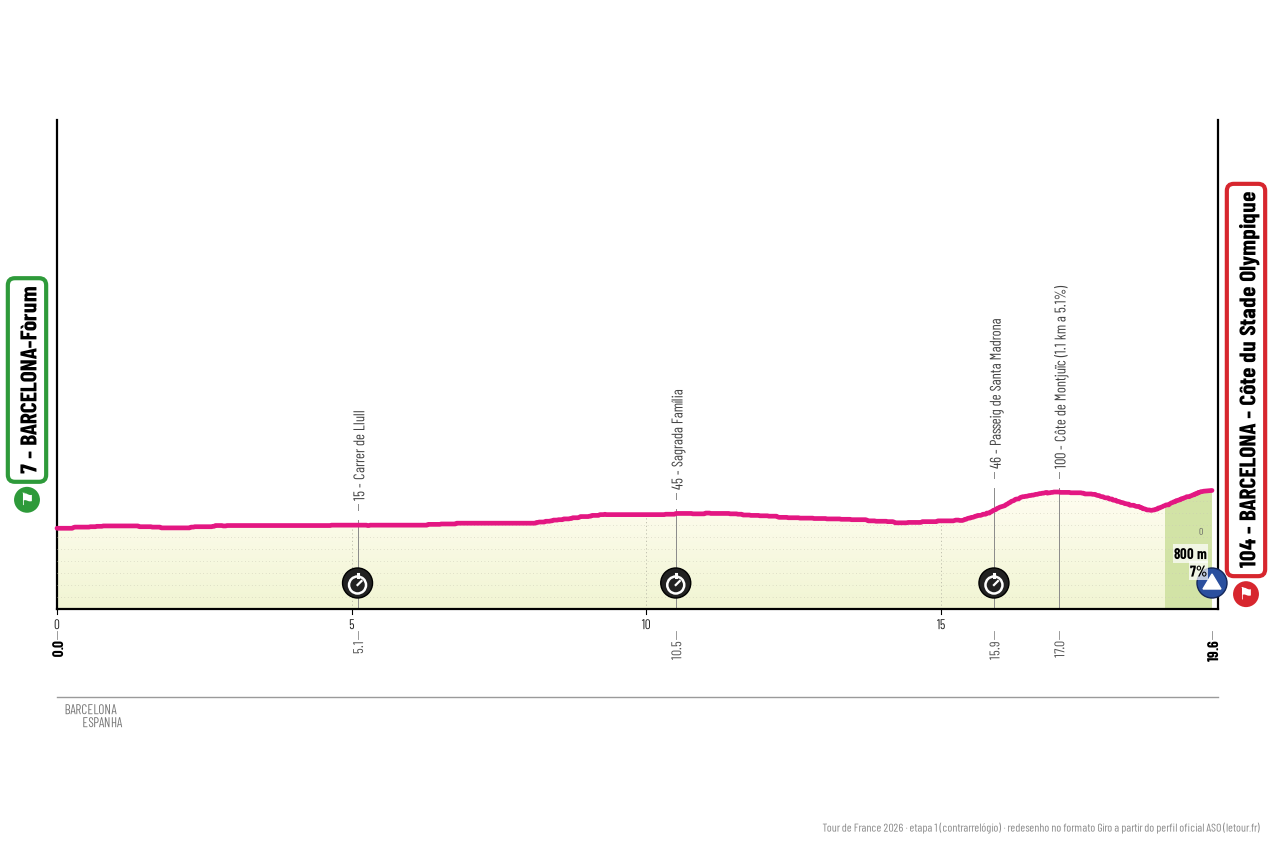 7 - BARCELONA-Fòrum
15 - Carrer de Llull
45 - Sagrada Família
46 - Passeig de Santa Madrona
100 - Côte de Montjuïc (1.1 km a 5.1%)
104 - BARCELONA - Côte du Stade Olympique
0
800 m
7%
0
5
10
15
0.0
5.1
10.5
15.9
17.0
19.6
BARCELONA
ESPANHA
Tour de France 2026 · etapa 1 (contrarrelógio) · redesenho no formato Giro a partir do perfil oficial ASO (letour.fr)